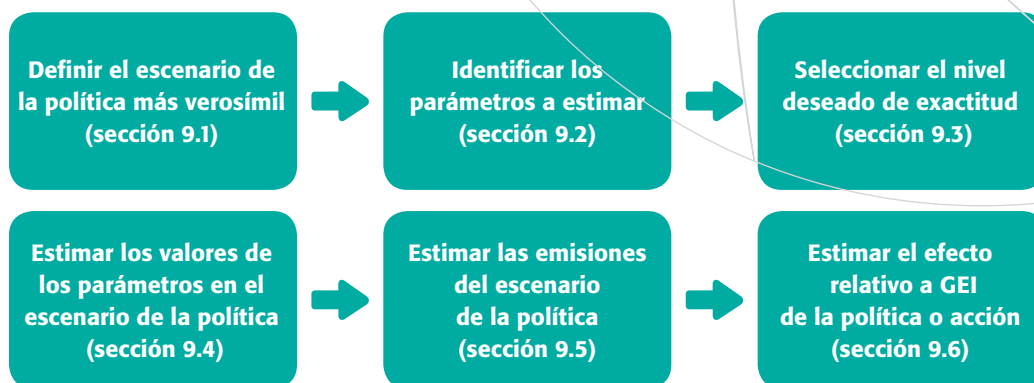 Definir el escenario de
la política más verosímil
(sección 9.1)
Identificar los
parámetros a estimar
(sección 9.2)
Seleccionar el nivel
deseado de exactitud
(sección 9.3)
Estimar los valores de
los parámetros en el
escenario de la política
(sección 9.4)
Estimar las emisiones
del escenario
de la política
(sección 9.5)
Estimar el efecto
relativo a GEI
de la política o acción
(sección 9.6)